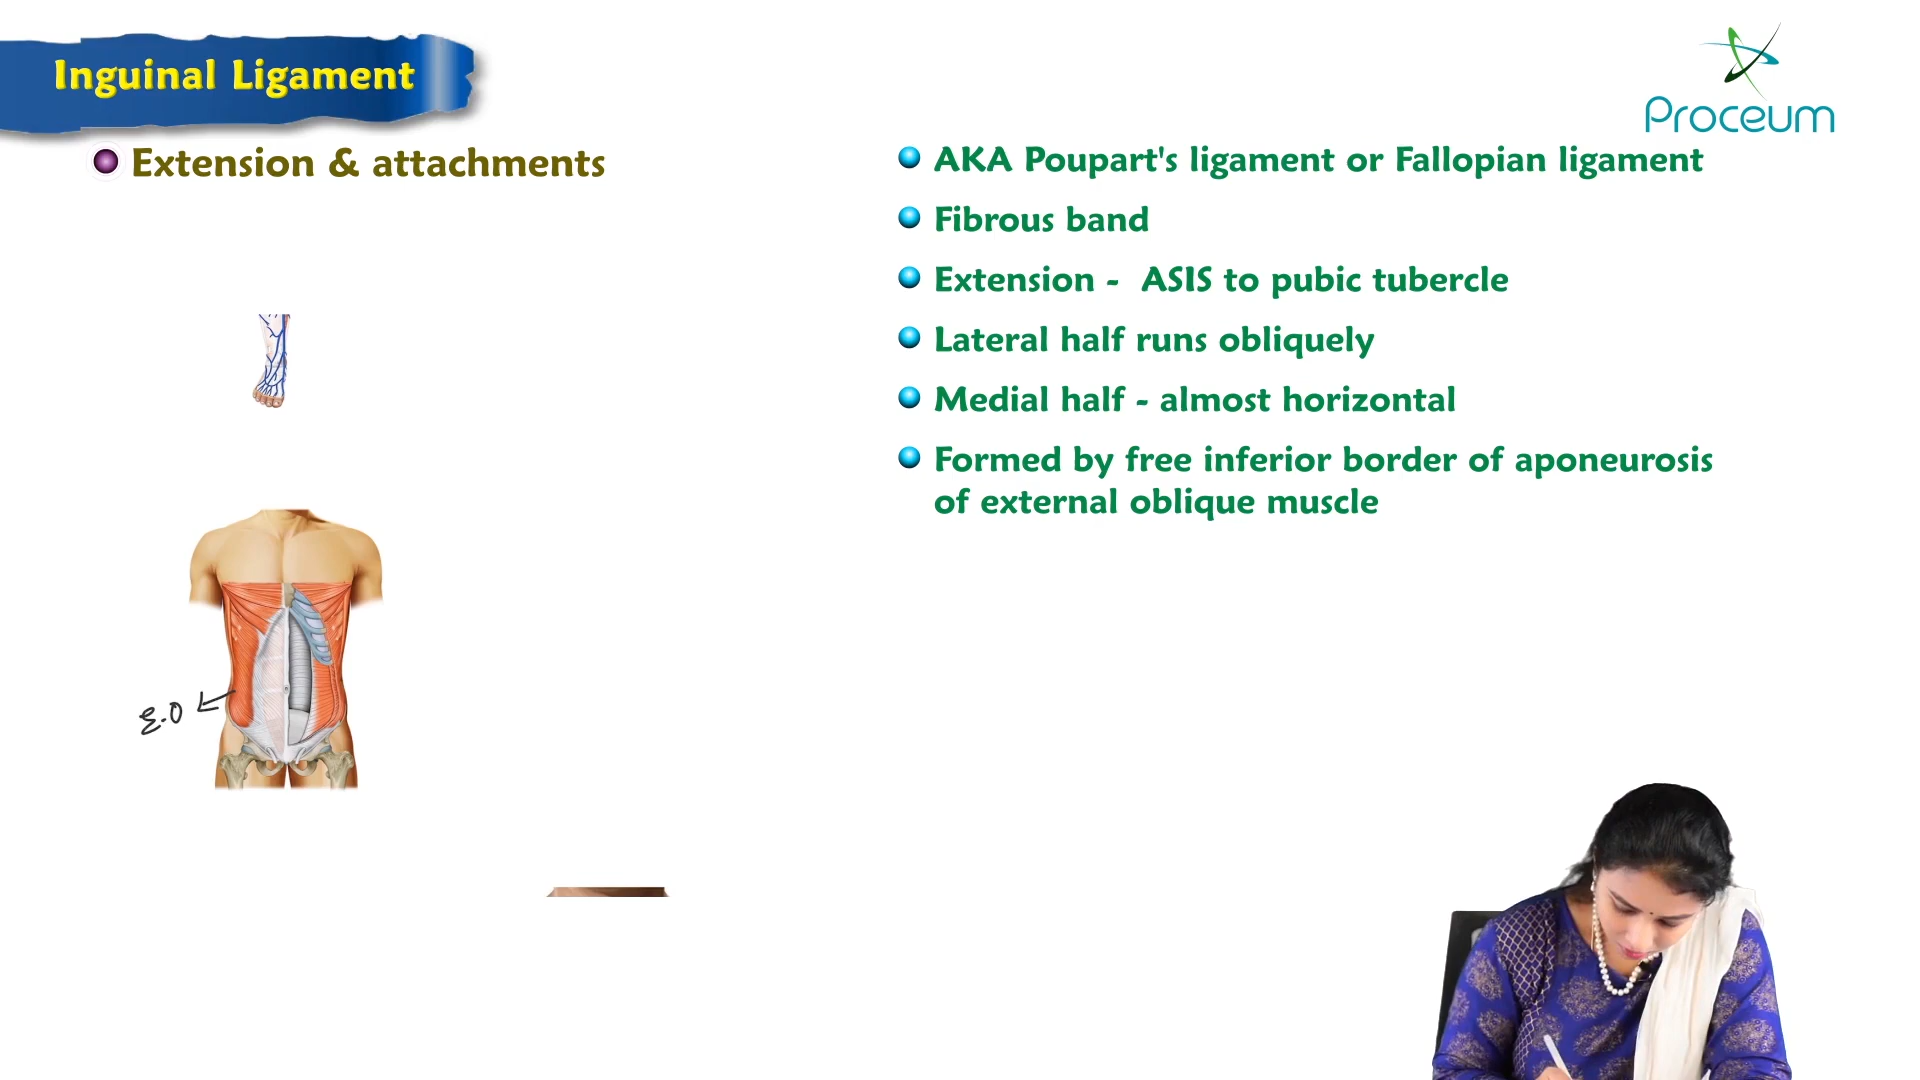 Inguinal Ligament
Proceum
Extension & attachments
AKA Poupart's ligament or Fallopian ligament
Fibrous band
Extension - ASIS to pubic tubercle
Lateral half runs obliquely
Medial half - almost horizontal
Formed by free inferior border of aponeurosis
of external oblique muscle
E.O